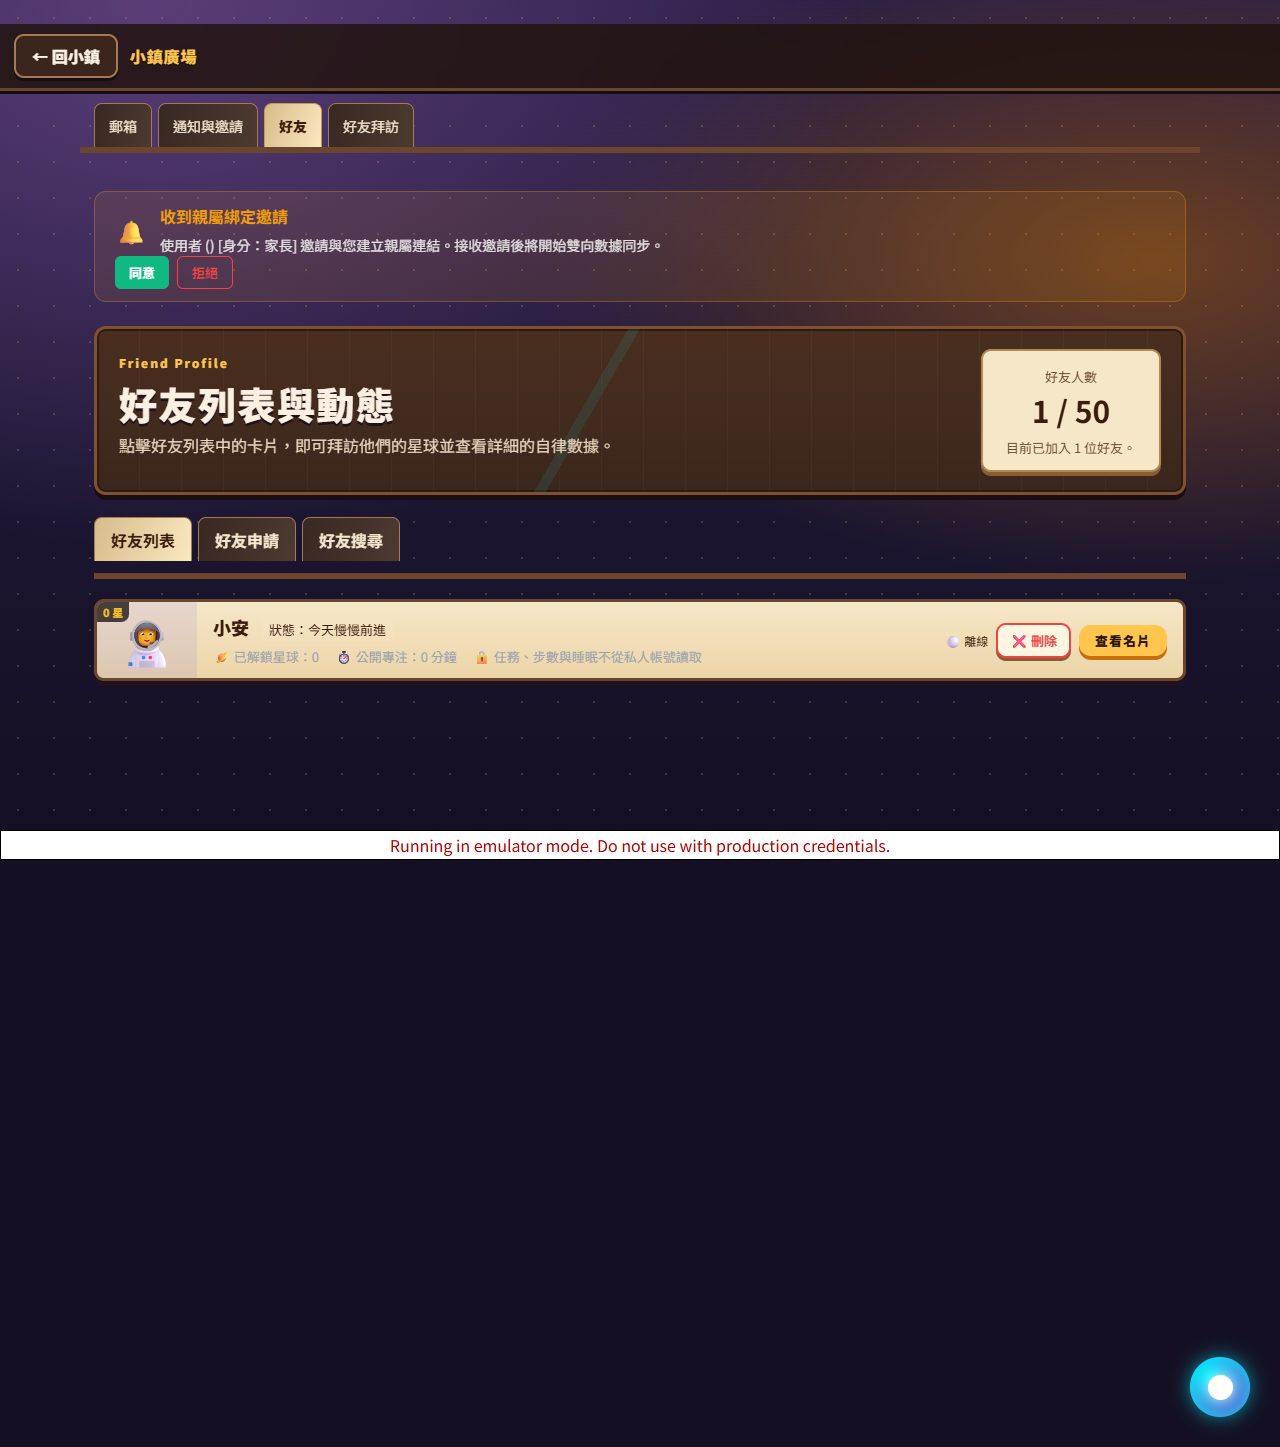 ← 回小鎮 小鎮廣場
郵箱 通知與邀請 好友 好友拜訪
收到親屬綁定邀請
使用者 () [身分：家長] 邀請與您建立親屬連結。接收邀請後將開始雙向數據同步。
同意 拒絕
Friend Profile
好友列表與動態
點擊好友列表中的卡片，即可拜訪他們的星球並查看詳細的自律數據。
好友人數
1 / 50
目前已加入 1 位好友。
好友列表 好友申請 好友搜尋
0 星
小安 狀態：今天慢慢前進
已解鎖星球：0 公開專注：0 分鐘 任務、步數與睡眠不從私人帳號讀取
離線 ❌ 刪除 查看名片
Running in emulator mode. Do not use with production credentials.